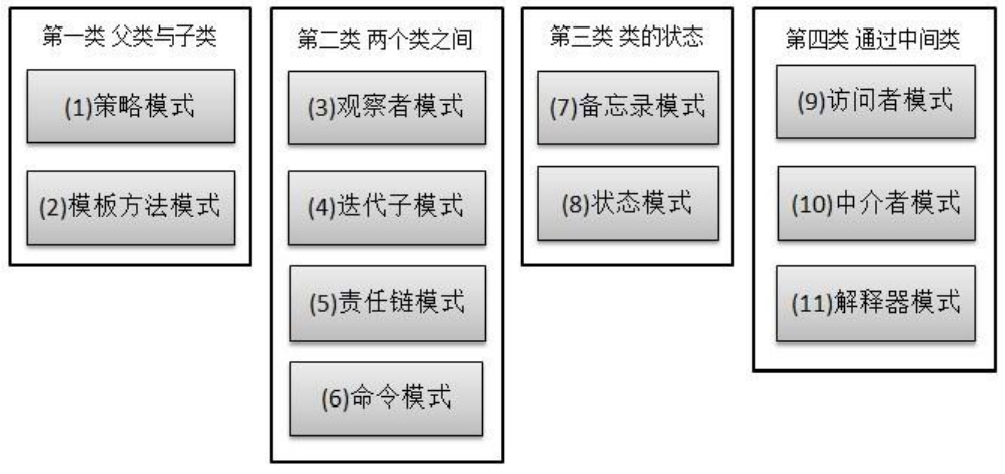 第一类 父类与子类
(1)策略模式
(2)模板方法模式
第二类 两个类之间
(3)观察者模式
(4)迭代子模式
(5)责任链模式
(6)命令模式
第三类 类的状态
(7)备忘录模式
(8)状态模式
第四类 通过中间类
(9)访问者模式
(10)中介者模式
(11)解释器模式